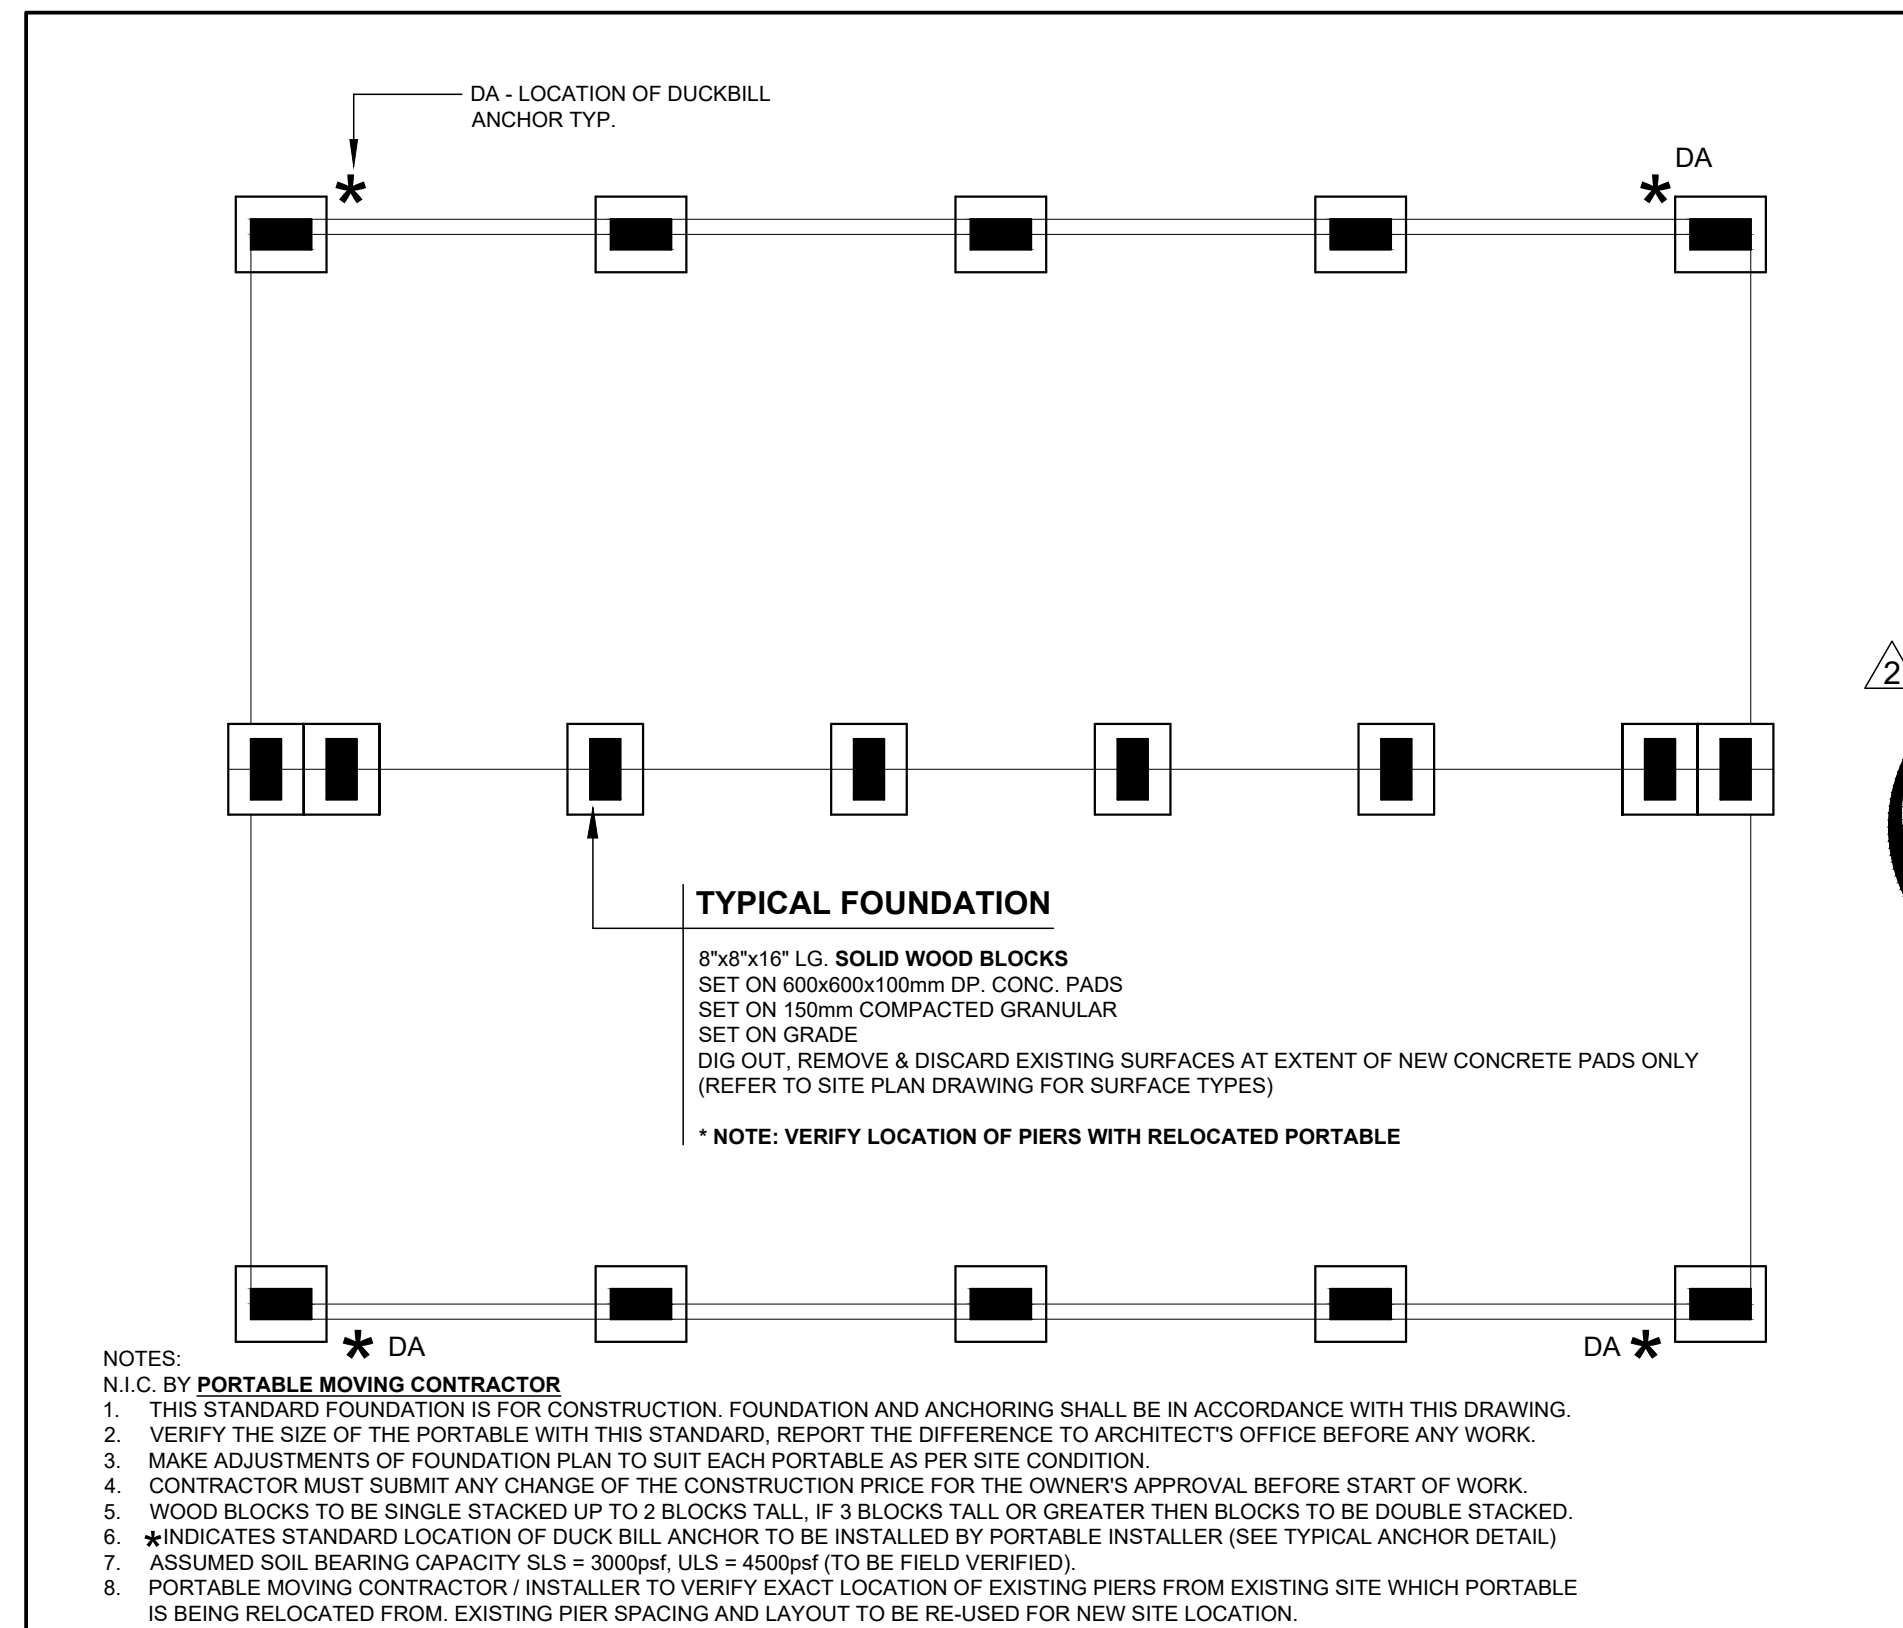 DA - LOCATION OF DUCKBILL
ANCHOR TYP.
*
* DA
2
TYPICAL FOUNDATION
8"x8"x16" LG. SOLID WOOD BLOCKS
SET ON 600x600x100mm DP. CONC. PADS
SET ON 150mm COMPACTED GRANULAR
SET ON GRADE
DIG OUT, REMOVE & DISCARD EXISTING SURFACES AT EXTENT OF NEW CONCRETE PADS ONLY
(REFER TO SITE PLAN DRAWING FOR SURFACE TYPES)
* NOTE: VERIFY LOCATION OF PIERS WITH RELOCATED PORTABLE
* DA
DA *
NOTES:
N.I.C. BY PORTABLE MOVING CONTRACTOR
1. THIS STANDARD FOUNDATION IS FOR CONSTRUCTION. FOUNDATION AND ANCHORING SHALL BE IN ACCORDANCE WITH THIS DRAWING.
2. VERIFY THE SIZE OF THE PORTABLE WITH THIS STANDARD, REPORT THE DIFFERENCE TO ARCHITECT'S OFFICE BEFORE ANY WORK.
3. MAKE ADJUSTMENTS OF FOUNDATION PLAN TO SUIT EACH PORTABLE AS PER SITE CONDITION.
4. CONTRACTOR MUST SUBMIT ANY CHANGE OF THE CONSTRUCTION PRICE FOR THE OWNER'S APPROVAL BEFORE START OF WORK.
5. WOOD BLOCKS TO BE SINGLE STACKED UP TO 2 BLOCKS TALL, IF 3 BLOCKS TALL OR GREATER THEN BLOCKS TO BE DOUBLE STACKED.
6. *INDICATES STANDARD LOCATION OF DUCK BILL ANCHOR TO BE INSTALLED BY PORTABLE INSTALLER (SEE TYPICAL ANCHOR DETAIL)
7. ASSUMED SOIL BEARING CAPACITY SLS = 3000psf, ULS = 4500psf (TO BE FIELD VERIFIED).
8. PORTABLE MOVING CONTRACTOR / INSTALLER TO VERIFY EXACT LOCATION OF EXISTING PIERS FROM EXISTING SITE WHICH PORTABLE
IS BEING RELOCATED FROM. EXISTING PIER SPACING AND LAYOUT TO BE RE-USED FOR NEW SITE LOCATION.